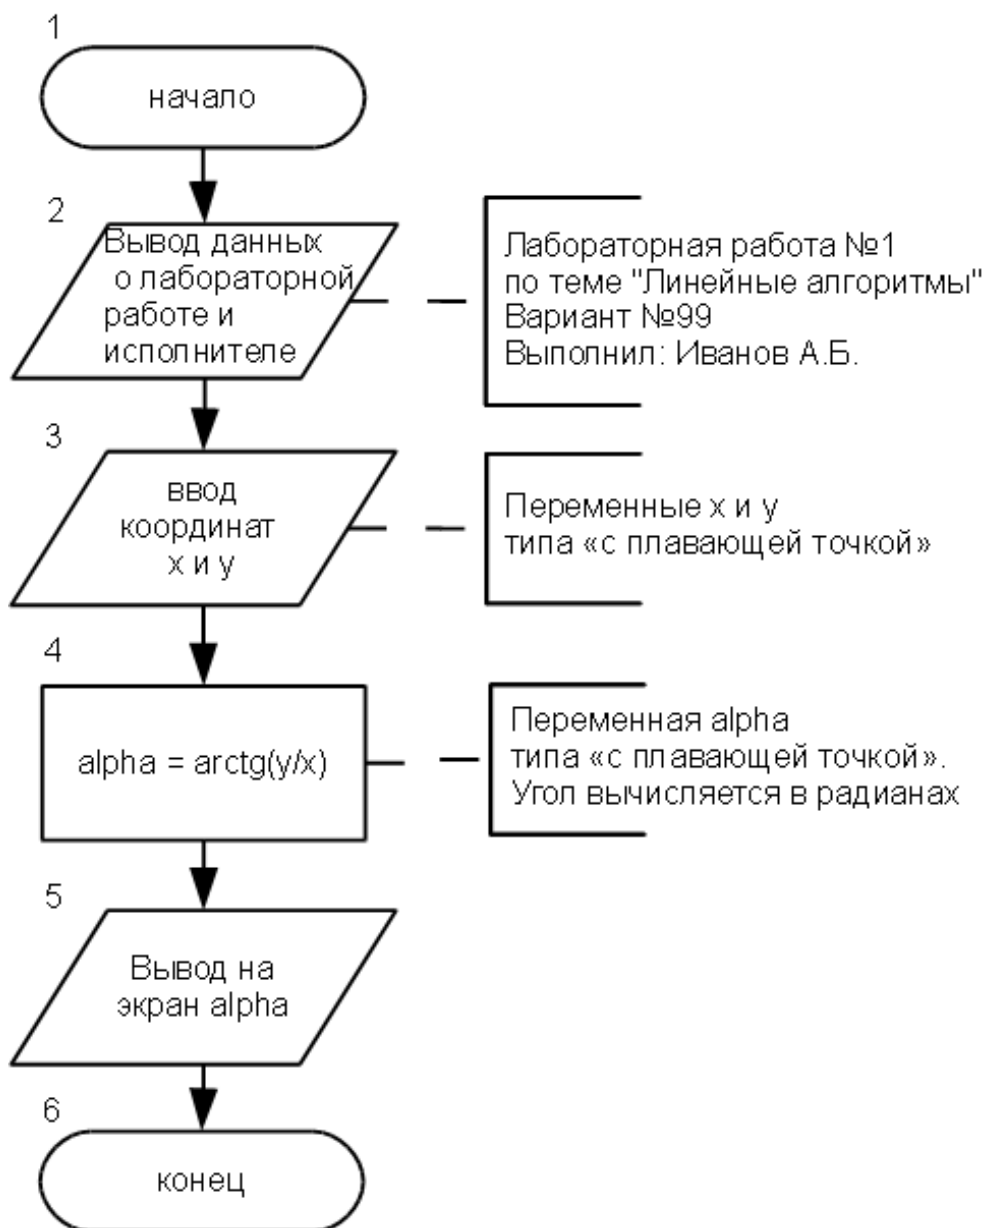 1
начало
2
Вывод данных
о лабораторной
работе и
исполнителе
Лабораторная работа №1
по теме "Линейные алгоритмы"
Вариант №99
Выполнил: Иванов А.Б.
3
ввод
координат
x и y
Переменные x и y
типа «с плавающей точкой»
4
alpha = arctg(y/x)
Переменная alpha
типа «с плавающей точкой».
Угол вычисляется в радианах
5
Вывод на
экран alpha
6
конец